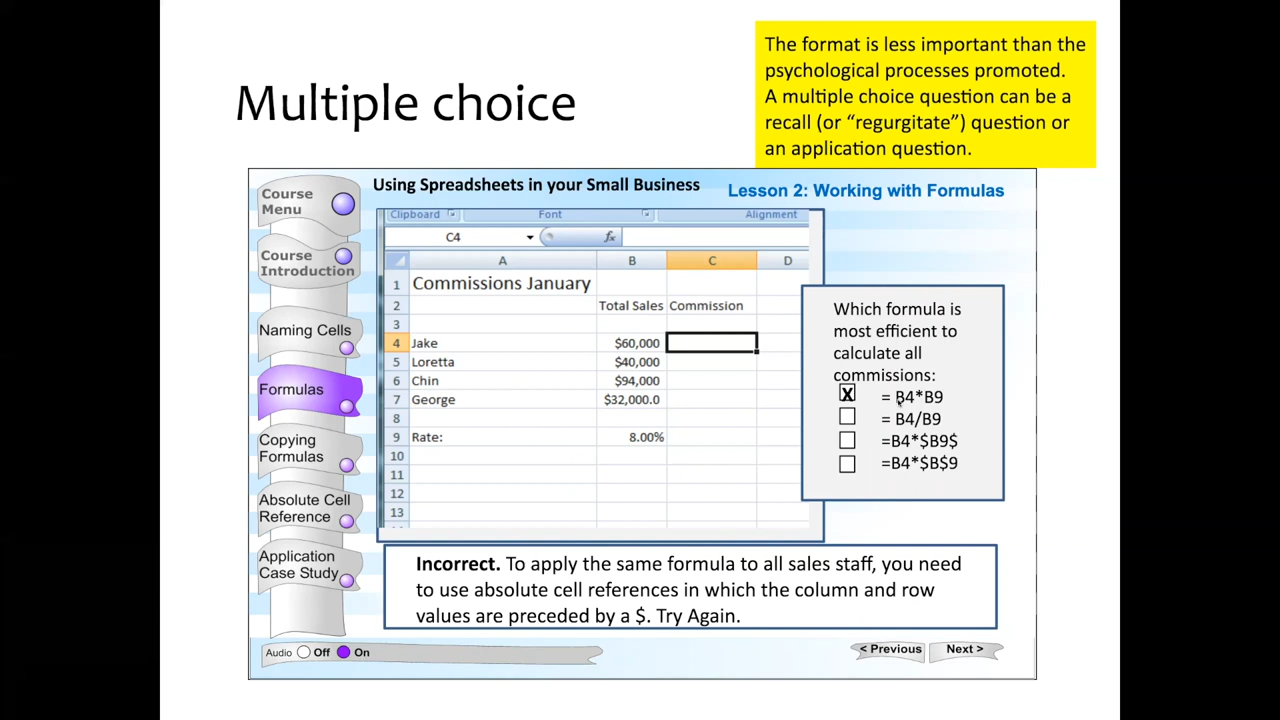 Multiple choice
The format is less important than the
psychological processes promoted.
A multiple choice question can be a
recall (or “regurgitate”) question or
an application question.
Using Spreadsheets in your Small Business
Lesson 2: Working with Formulas
Course
Menu
Course
Introduction
Naming Cells
Formulas
Copying
Formulas
Absolute Cell
Reference
Application
Case Study
Clipboard Font Alignment
C4 fx
A B C D
1 Commissions January
2 Total Sales Commission
3
4 Jake $60,000
5 Loretta $40,000
6 Chin $94,000
7 George $32,000.0
8
9 Rate: 8.00%
10
11
12
13
Which formula is
most efficient to
calculate all
commissions:
X = B4*B9
= B4/B9
=B4*$B9$
=B4*$B$9
Incorrect. To apply the same formula to all sales staff, you need
to use absolute cell references in which the column and row
values are preceded by a $. Try Again.
Audio Off On
< Previous Next >